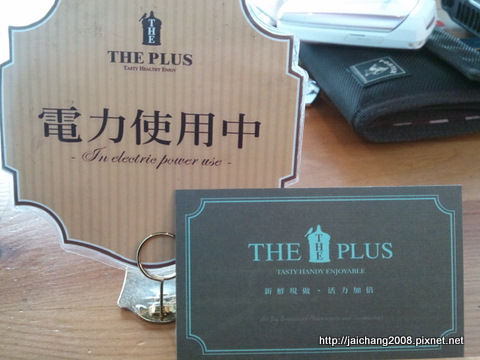 THE
THE PLUS
TASTY HEALTHY ENJOY
電力使用中
- In electric power use -
THE
THE PLUS
TASTY HANDY ENJOYABLE
新鮮現做・活力加倍
http://jaichang2008.pixnet.net